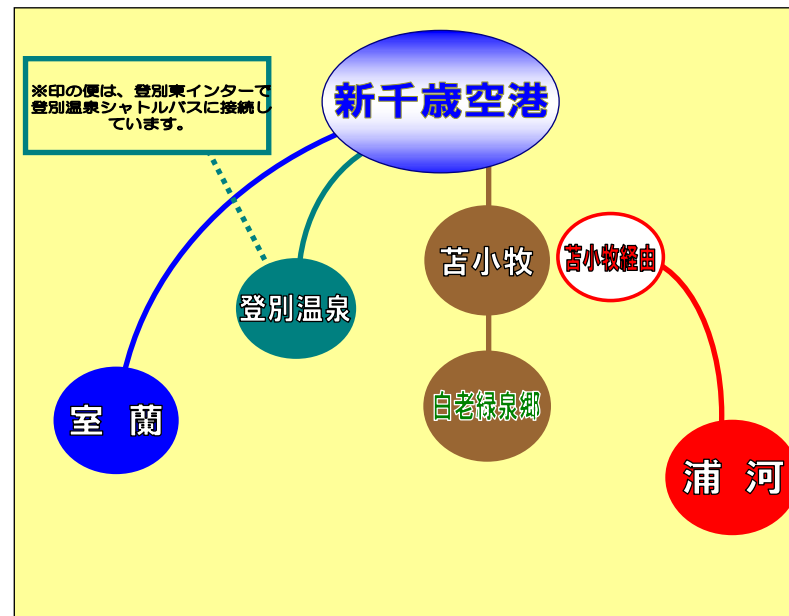 ※印の便は、登別東インターで
登別温泉シャトルバスに接続し
ています。
新千歳空港
苫小牧
苫小牧経由
登別温泉
室 蘭
白老緑泉郷
浦 河